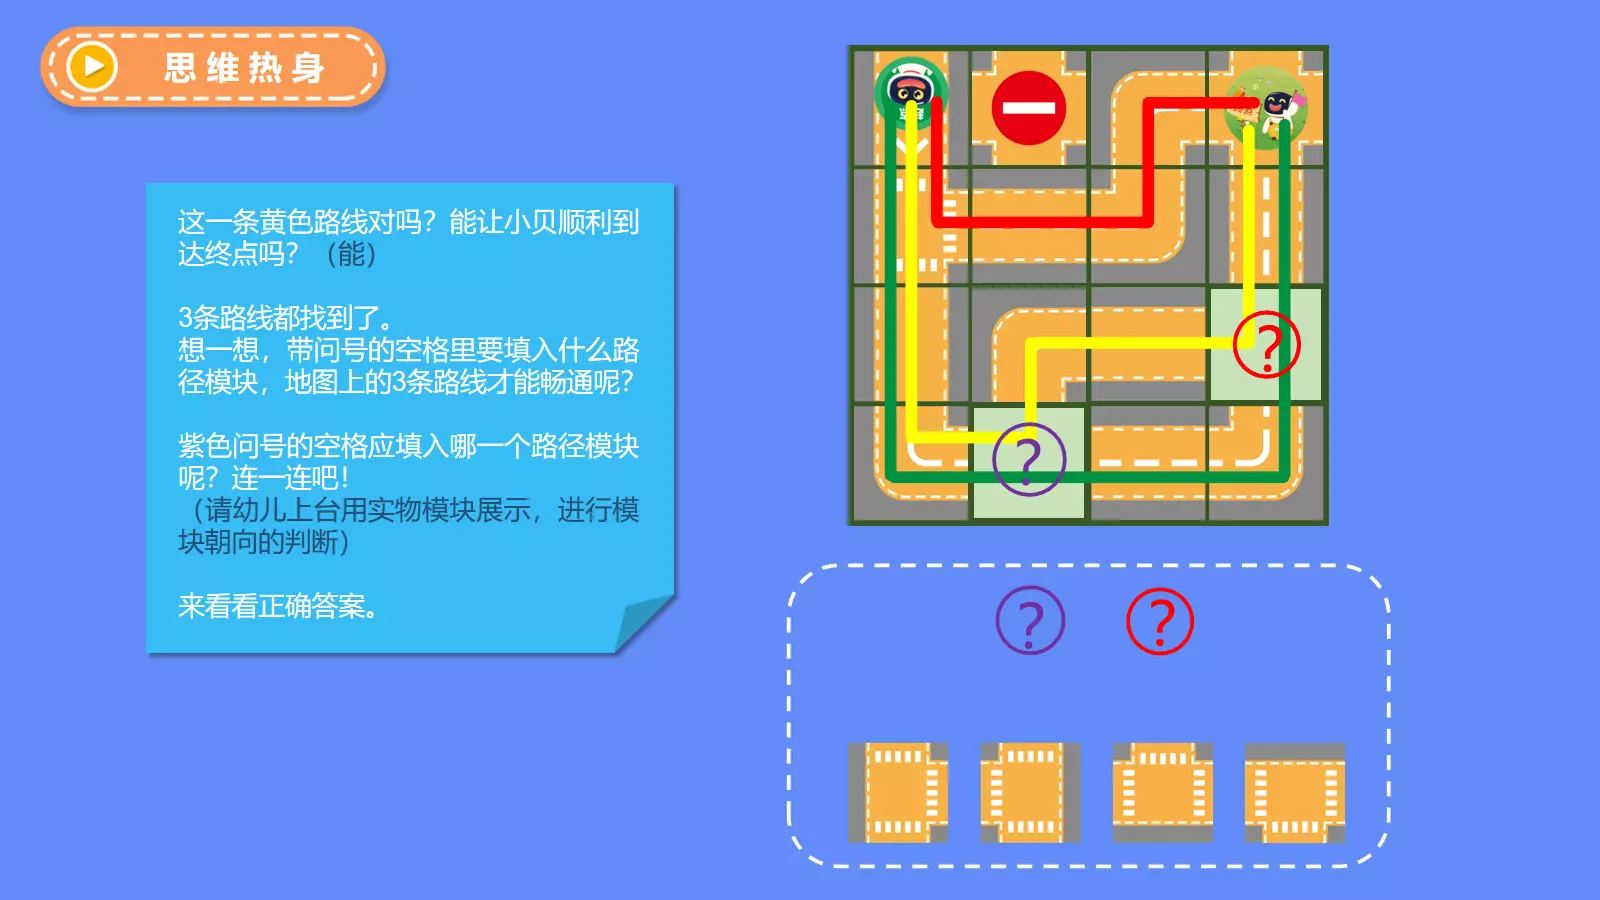 思维热身
这一条黄色路线对吗？能让小贝顺利到
达终点吗？（能）
3条路线都找到了。
想一想，带问号的空格里要填入什么路
径模块，地图上的3条路线才能畅通呢？
紫色问号的空格应填入哪一个路径模块
呢？连一连吧！
（请幼儿上台用实物模块展示，进行模
块朝向的判断）
来看看正确答案。
?
?
?
?